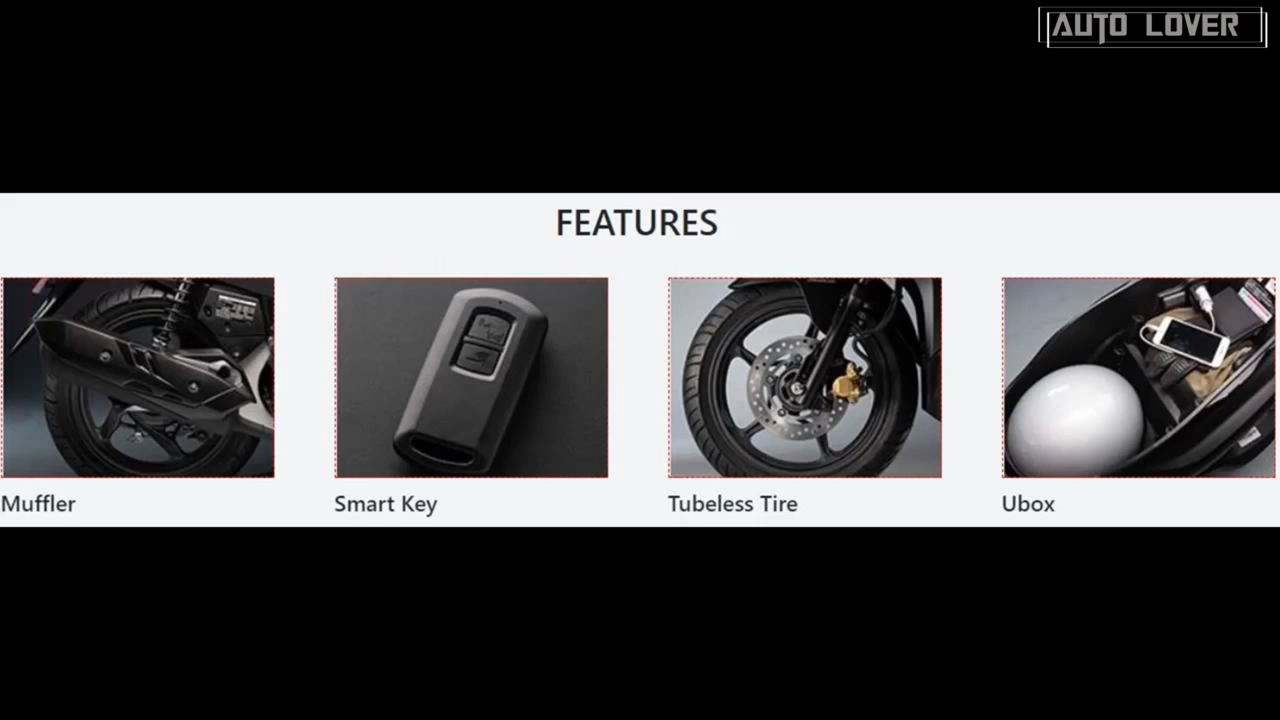 AUTO LOVER
FEATURES
Muffler
Smart Key
Tubeless Tire
Ubox